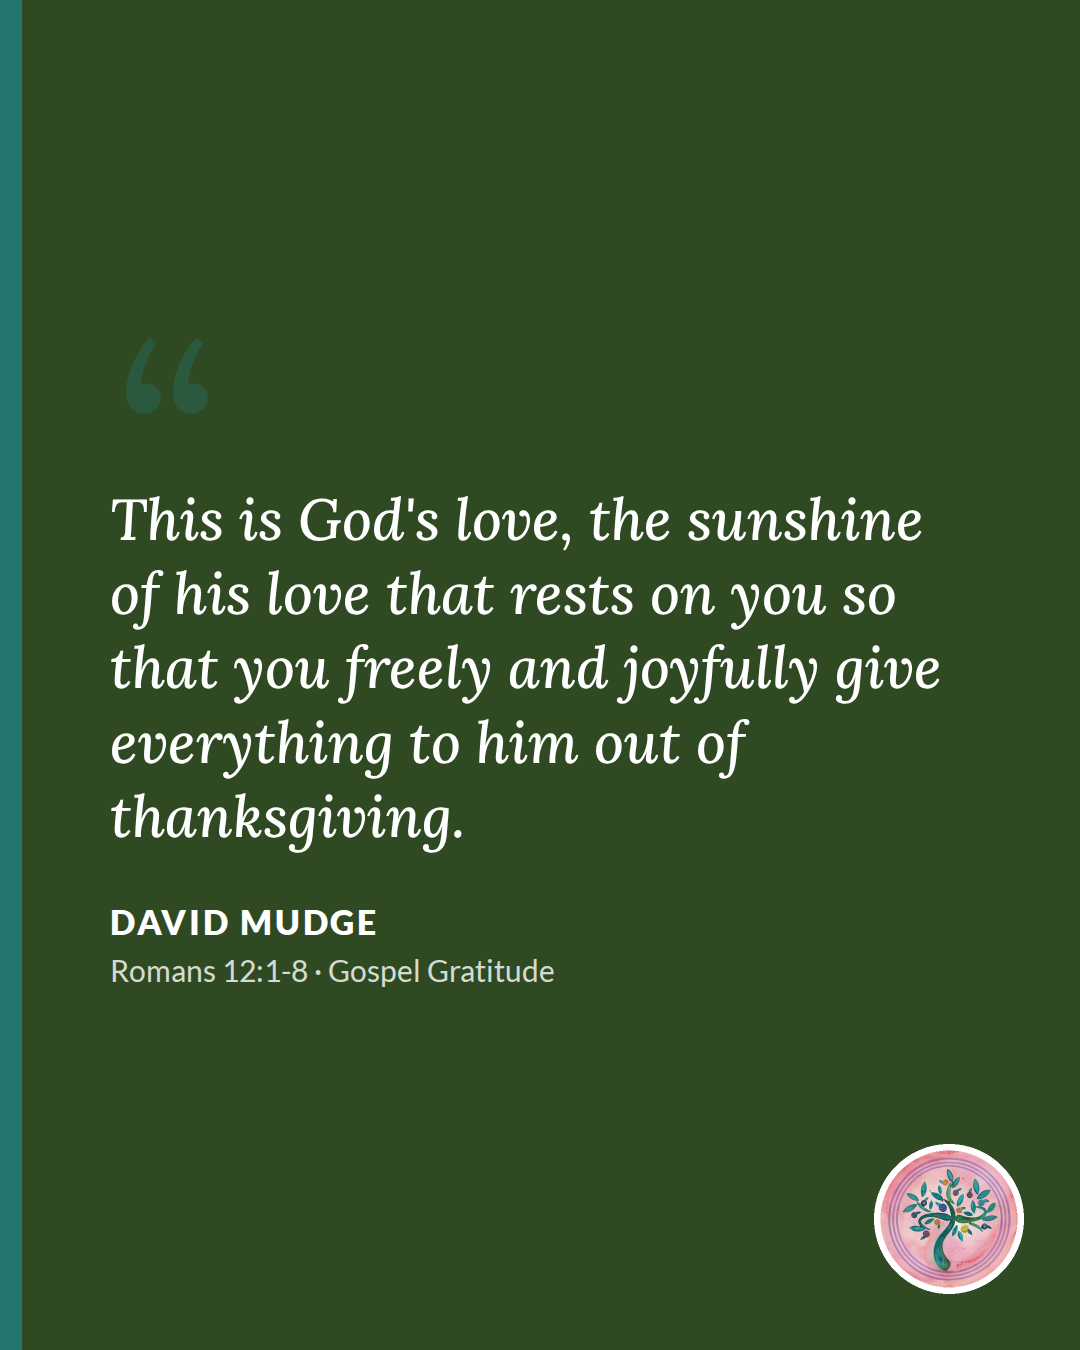 “
This is God's love, the sunshine
of his love that rests on you so
that you freely and joyfully give
everything to him out of
thanksgiving.
DAVID MUDGE
Romans 12:1-8 · Gospel Gratitude